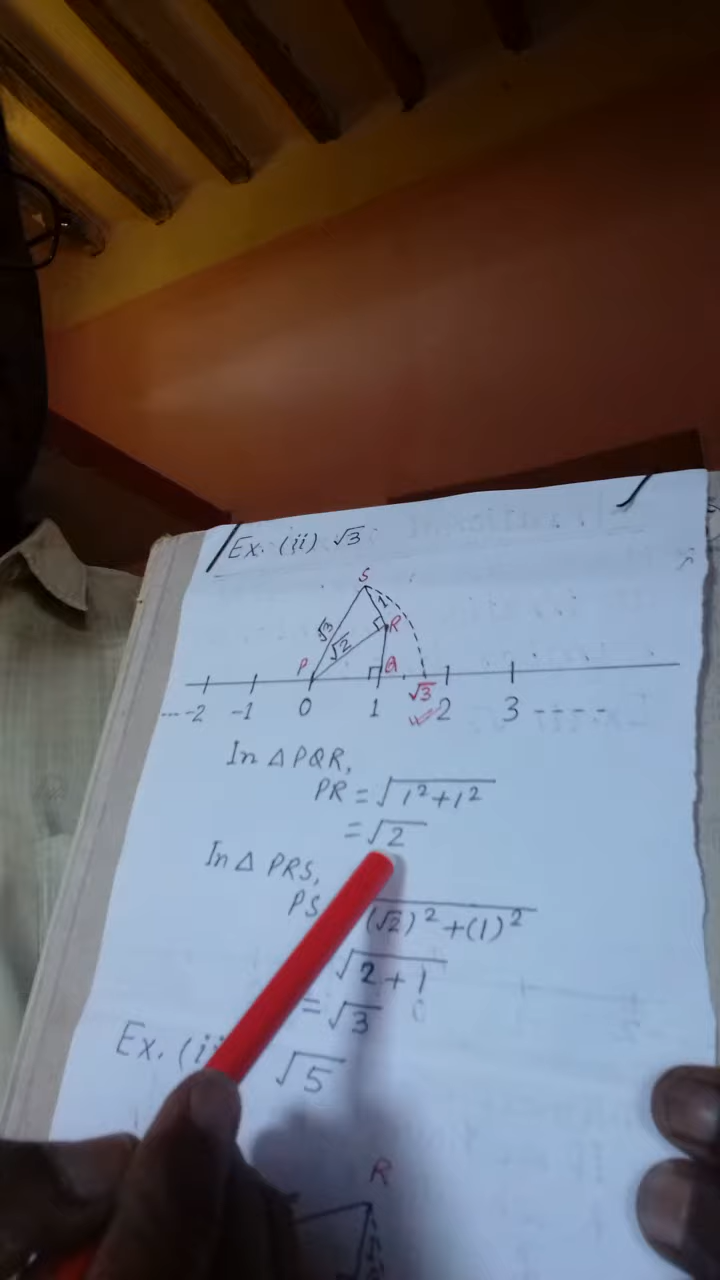 Ex. (ii) √3
S
1
√3
√2
R
P
Q
√3
--- -2 -1 0 1 2 3 -----
In △ PQR,
PR = √1²+1²
= √2
In △ PRS,
PS (√2)²+(1)²
√2+1
= √3
Ex. (i
√5
R